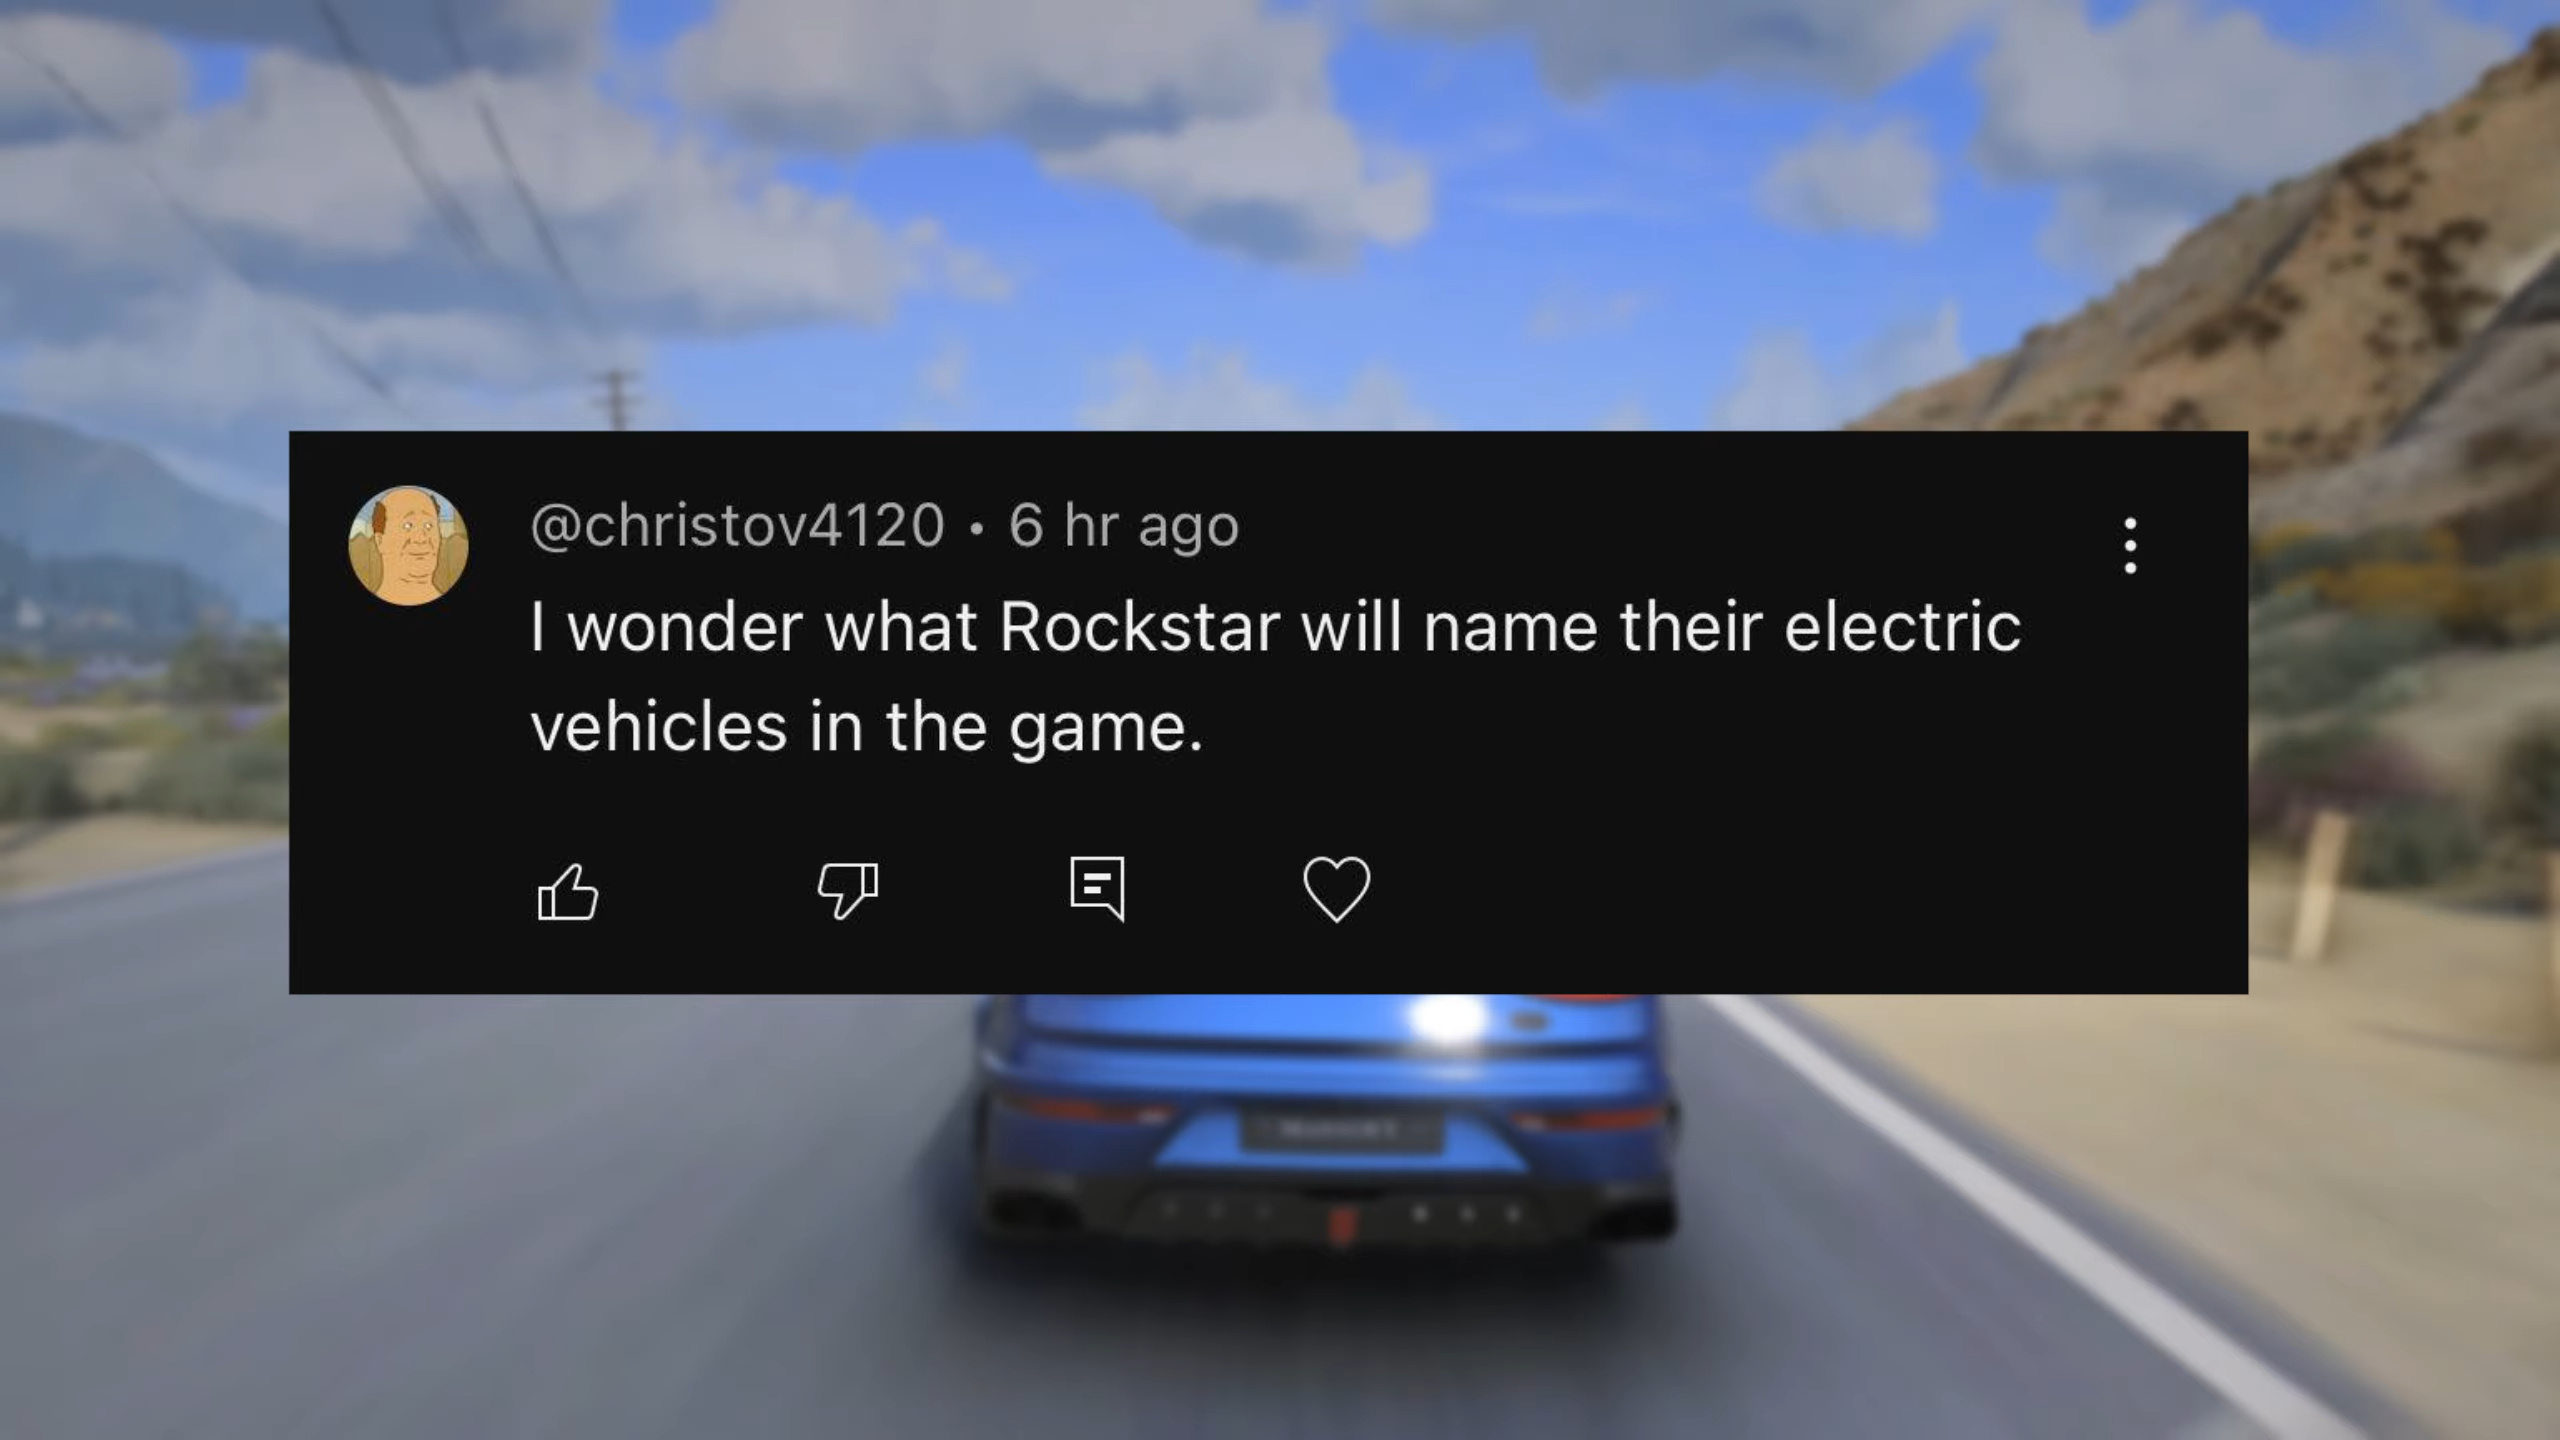 @christov4120 • 6 hr ago
I wonder what Rockstar will name their electric
vehicles in the game.